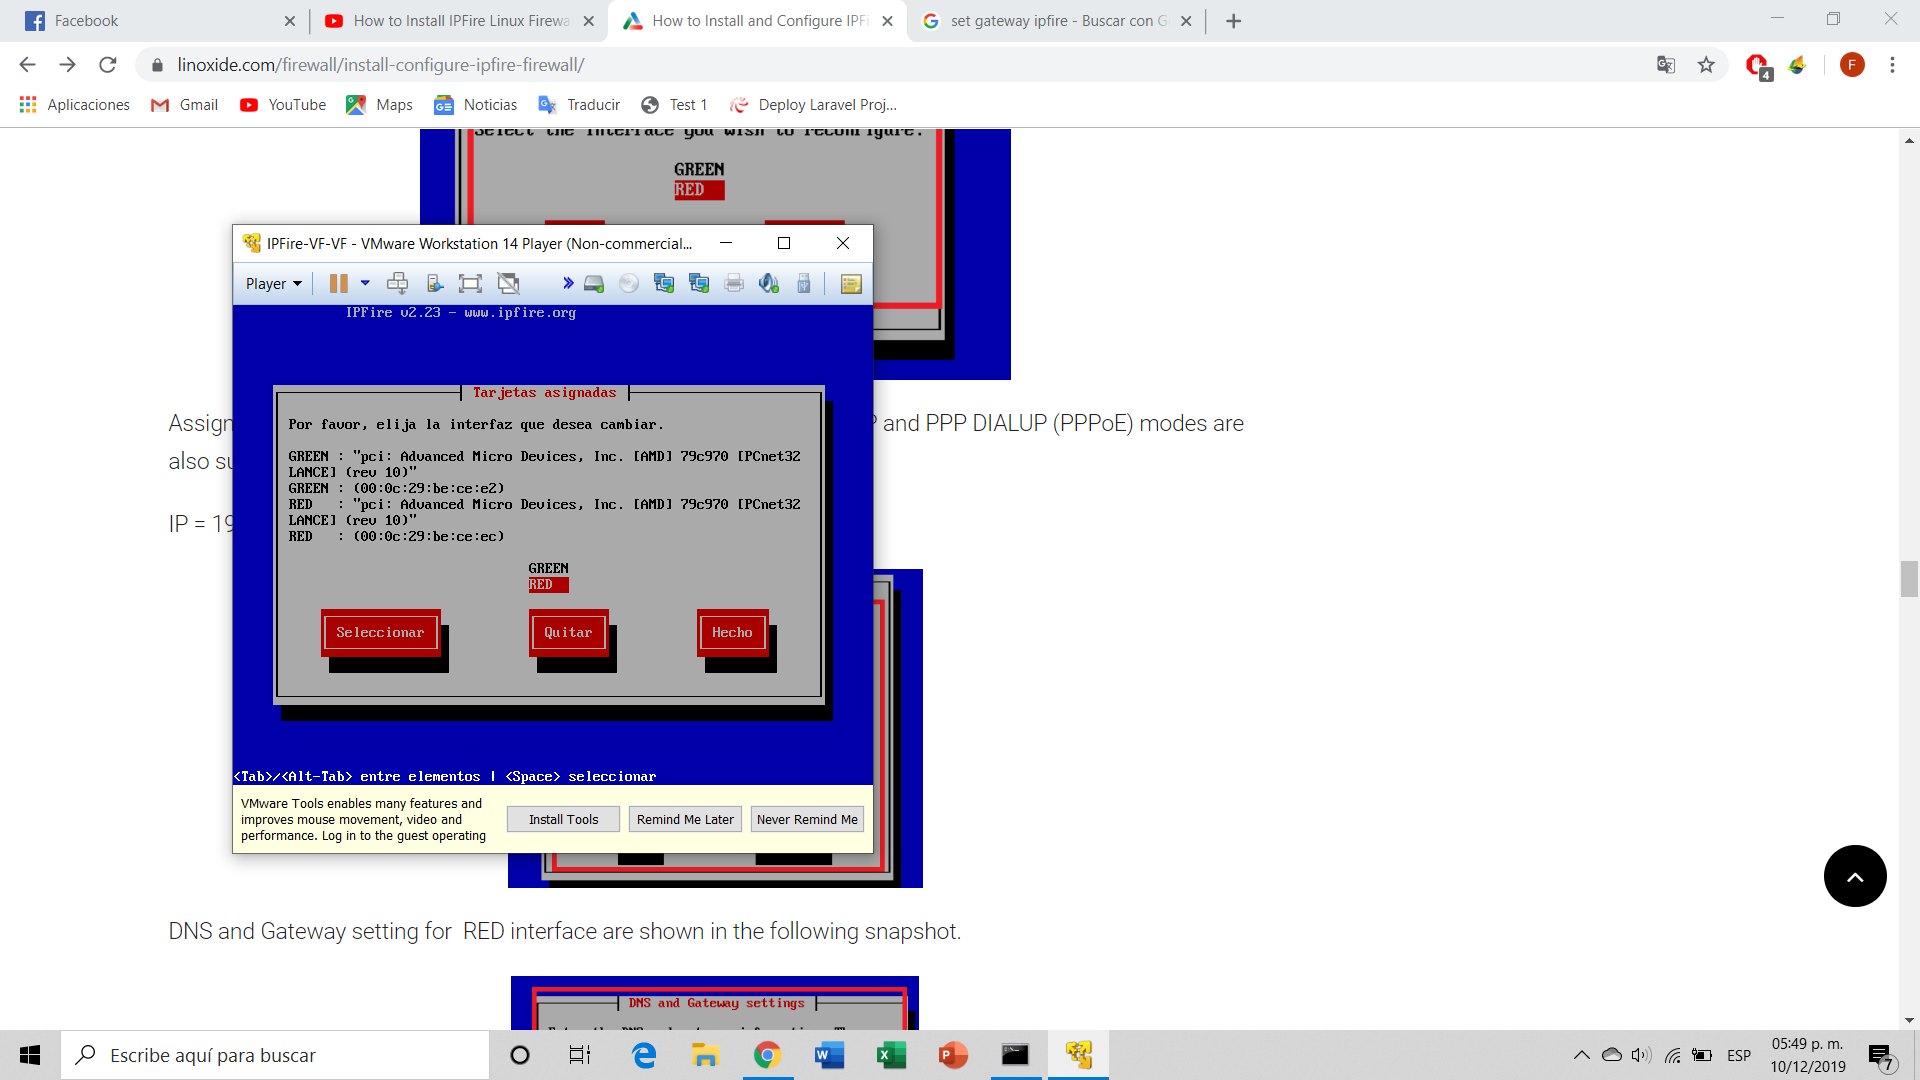 Facebook
How to Install IPFire Linux Firewa
How to Install and Configure IPFi
set gateway ipfire - Buscar con G
linoxide.com/firewall/install-configure-ipfire-firewall/
4
F
Aplicaciones
Gmail
YouTube
Maps
Noticias
Traducir
Test 1
Deploy Laravel Proj...
Select the interface you wish to reconfigure.
GREEN
RED
IPFire-VF-VF - VMware Workstation 14 Player (Non-commercial...
Player
IPFire v2.23 - www.ipfire.org
Tarjetas asignadas
Por favor, elija la interfaz que desea cambiar.
GREEN : "pci: Advanced Micro Devices, Inc. [AMD] 79c970 [PCnet32
LANCE] (rev 10)"
GREEN : (00:0c:29:be:ce:e2)
RED : "pci: Advanced Micro Devices, Inc. [AMD] 79c970 [PCnet32
LANCE] (rev 10)"
RED : (00:0c:29:be:ce:ec)
GREEN
RED
Seleccionar Quitar Hecho
<Tab>/<Alt-Tab> entre elementos | <Space> seleccionar
VMware Tools enables many features and
improves mouse movement, video and
performance. Log in to the guest operating
Install Tools
Remind Me Later
Never Remind Me
Assign
and PPP DIALUP (PPPoE) modes are
also su
IP = 19
DNS and Gateway setting for RED interface are shown in the following snapshot.
DNS and Gateway settings
Escribe aquí para buscar
ESP
05:49 p. m.
10/12/2019
7